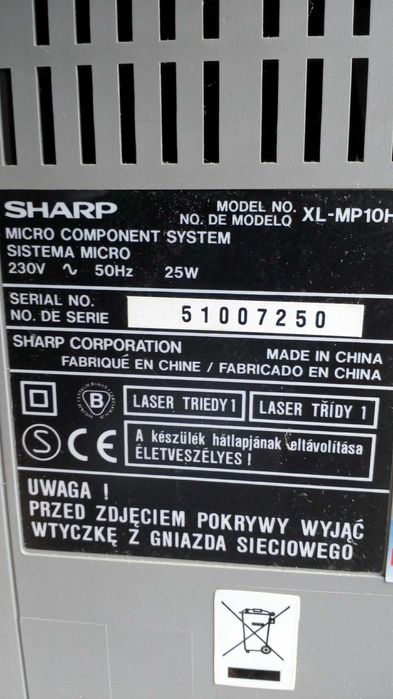 SHARP
MODEL NO.
NO. DE MODELO
XL-MP10H
MICRO COMPONENT SYSTEM
SISTEMA MICRO
230V ∿ 50Hz 25W
SERIAL NO.
NO. DE SERIE
51007250
SHARP CORPORATION
MADE IN CHINA
FABRIQUÉ EN CHINE / FABRICADO EN CHINA
B
LASER TRIEDY 1
LASER TŘÍDY 1
S CE
A készülék hátlapjának eltávolítása
ÉLETVESZÉLYES !
UWAGA !
PRZED ZDJĘCIEM POKRYWY WYJĄĆ
WTYCZKĘ Z GNIAZDA SIECIOWEGO